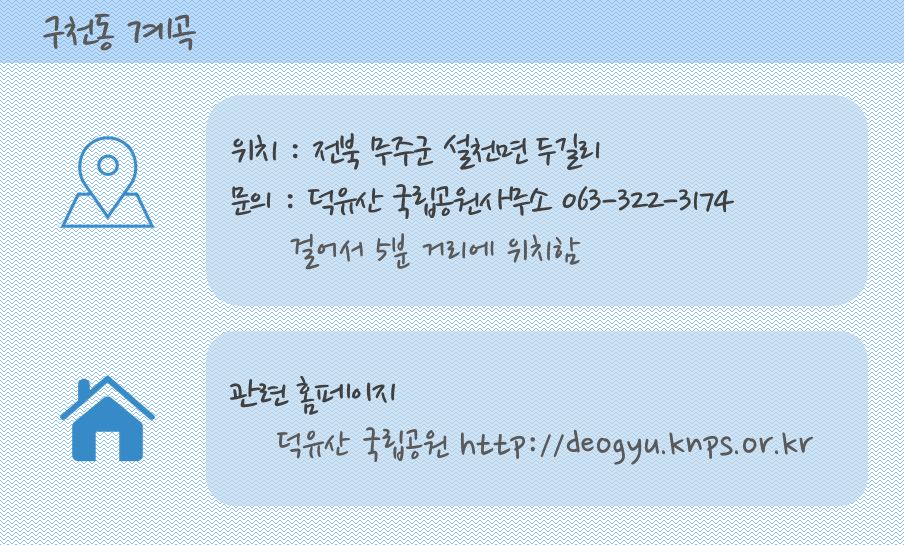 구천동 계곡
위치 : 전북 무주군 설천면 두길리
문의 : 덕유산 국립공원사무소 063-322-3174
걸어서 5분 거리에 위치함
관련 홈페이지
덕유산 국립공원 http://deogyu.knps.or.kr